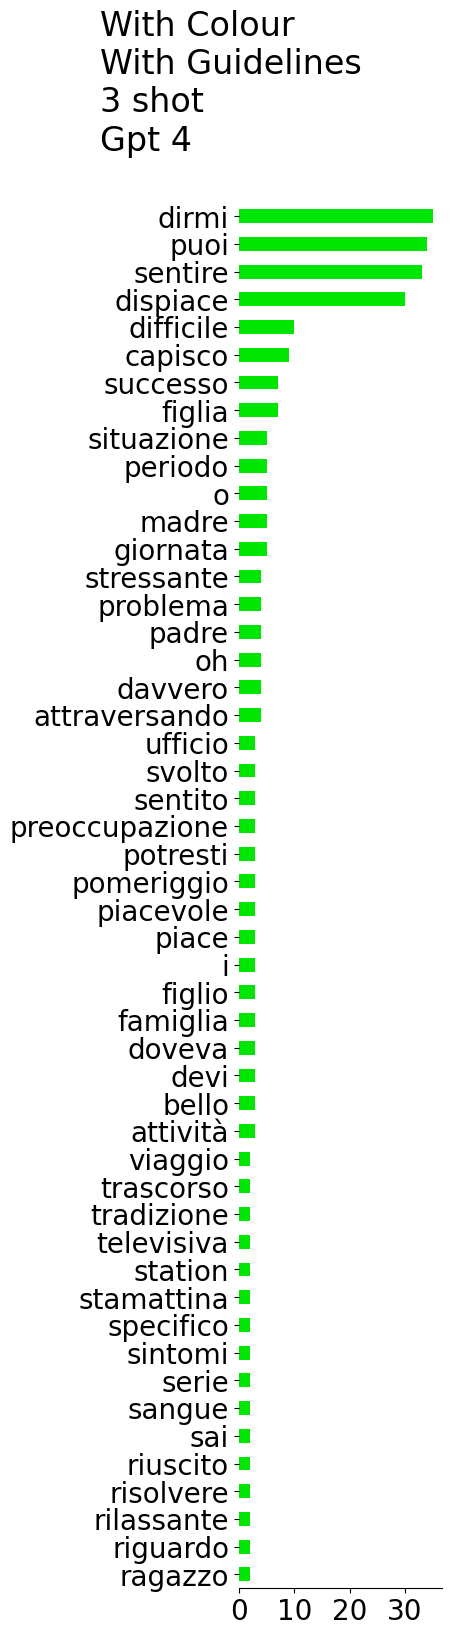 With Colour
With Guidelines
3 shot
Gpt 4
dirmi
puoi
sentire
dispiace
difficile
capisco
successo
figlia
situazione
periodo
o
madre
giornata
stressante
problema
padre
oh
davvero
attraversando
ufficio
svolto
sentito
preoccupazione
potresti
pomeriggio
piacevole
piace
i
figlio
famiglia
doveva
devi
bello
attività
viaggio
trascorso
tradizione
televisiva
station
stamattina
specifico
sintomi
serie
sangue
sai
riuscito
risolvere
rilassante
riguardo
ragazzo
0 10 20 30